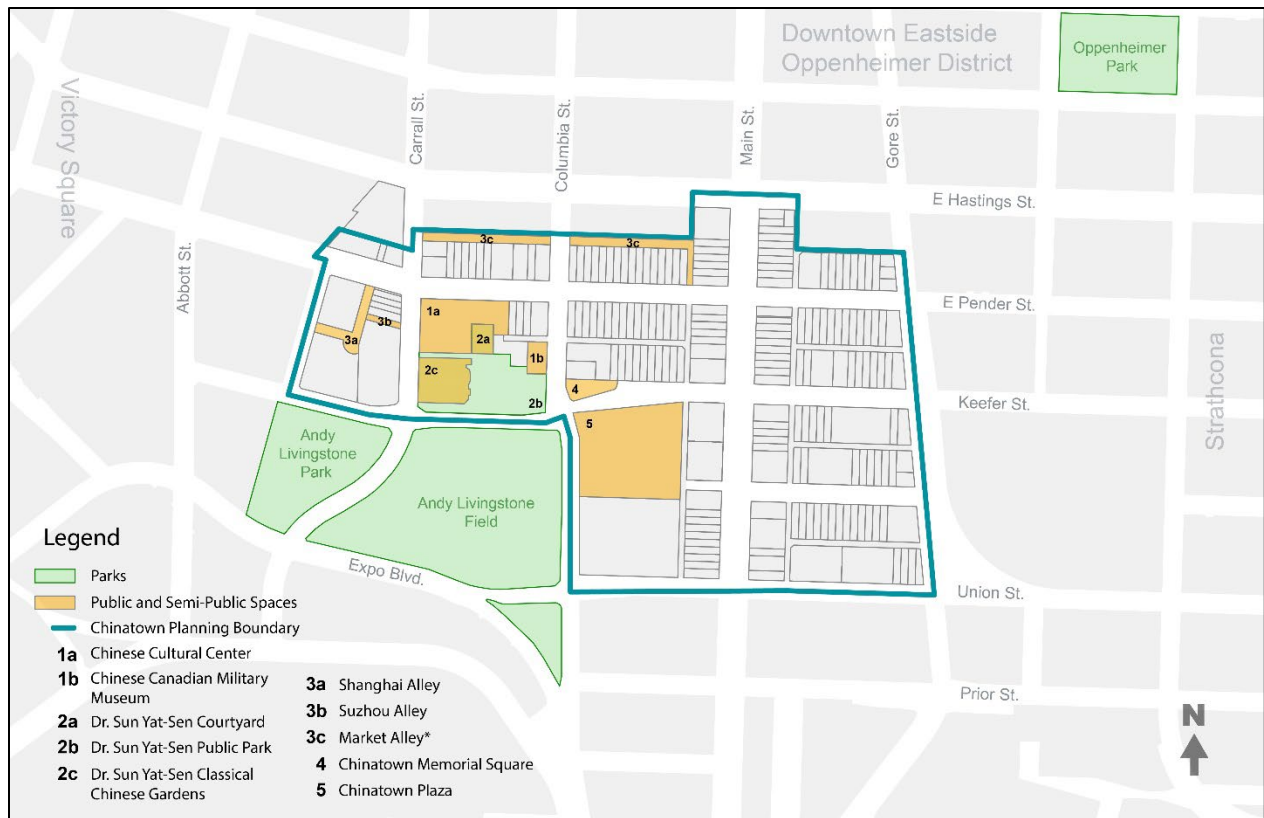 Downtown Eastside
Oppenheimer District
Oppenheimer
Park
Victory Square
Carrall St.
Columbia St.
Main St.
Gore St.
E Hastings St.
Abbott St.
3c
3c
E Pender St.
1a
3b
3a
2a
1b
2c
4
2b
Keefer St.
5
Strathcona
Andy
Livingstone
Park
Andy Livingstone
Field
Expo Blvd.
Union St.
Prior St.
N
Legend
Parks
Public and Semi-Public Spaces
Chinatown Planning Boundary
1a Chinese Cultural Center
1b Chinese Canadian Military
Museum
2a Dr. Sun Yat-Sen Courtyard
2b Dr. Sun Yat-Sen Public Park
2c Dr. Sun Yat-Sen Classical
Chinese Gardens
3a Shanghai Alley
3b Suzhou Alley
3c Market Alley*
4 Chinatown Memorial Square
5 Chinatown Plaza